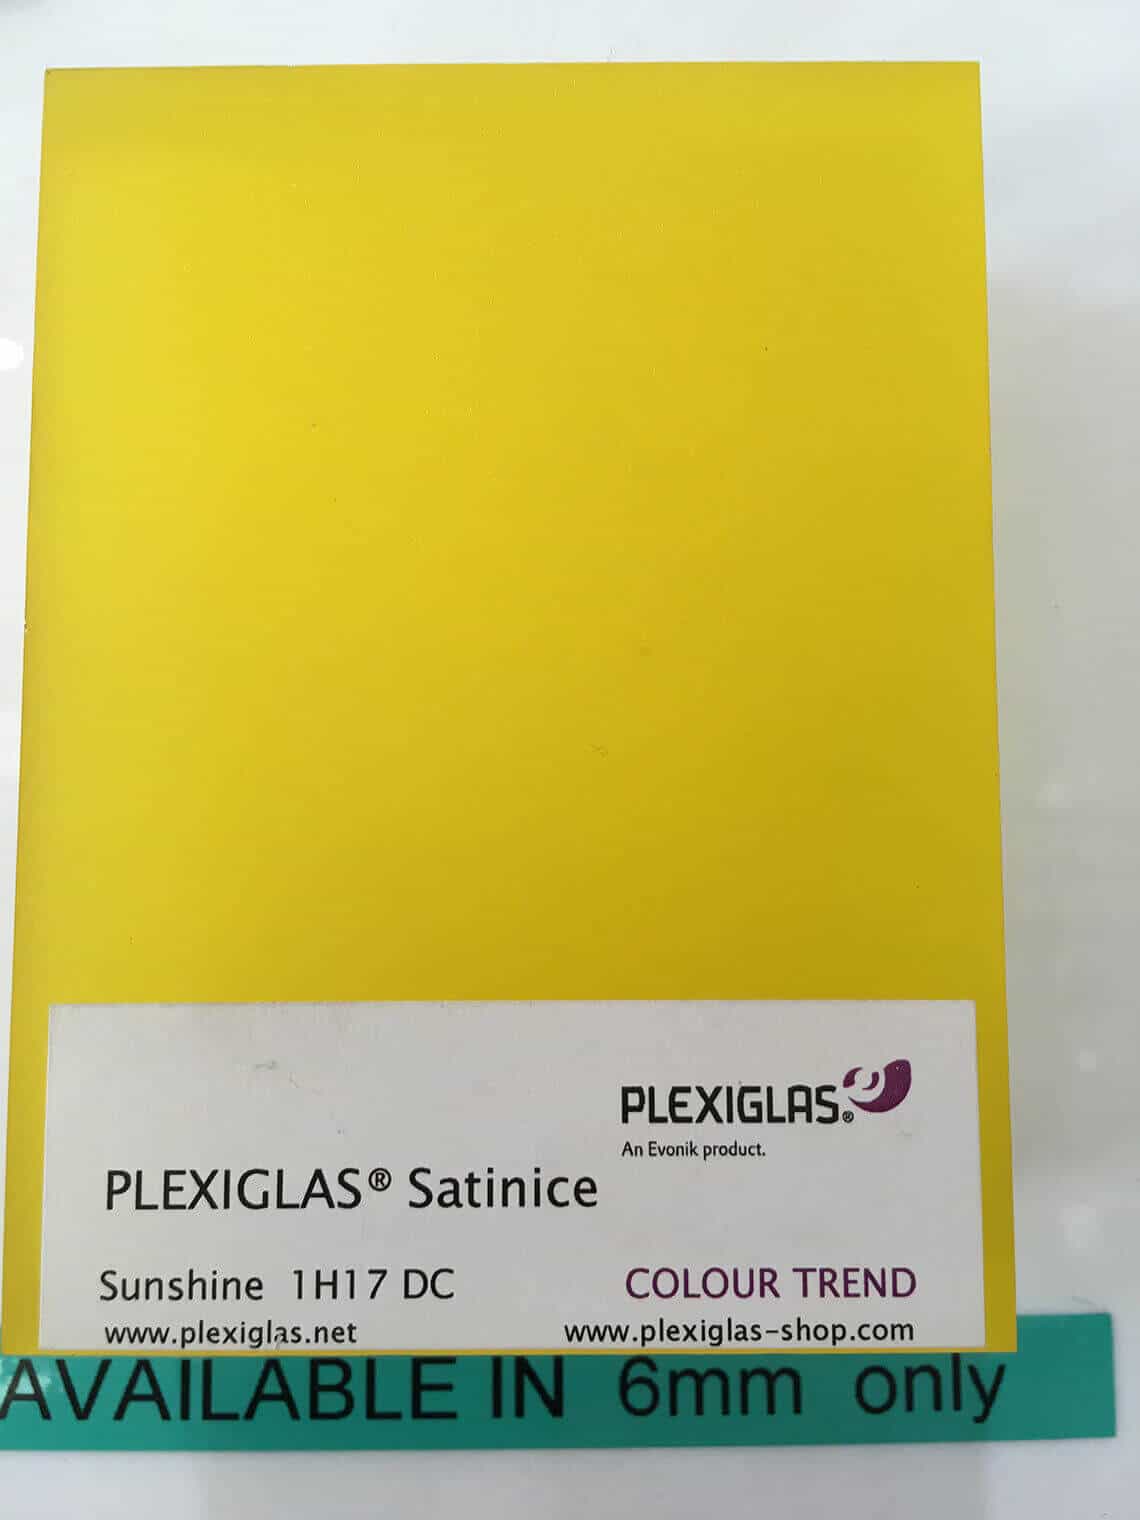 PLEXIGLAS®
An Evonik product.
PLEXIGLAS® Satinice
Sunshine 1H17 DC COLOUR TREND
www.plexiglas.net www.plexiglas-shop.com
AVAILABLE IN 6mm only